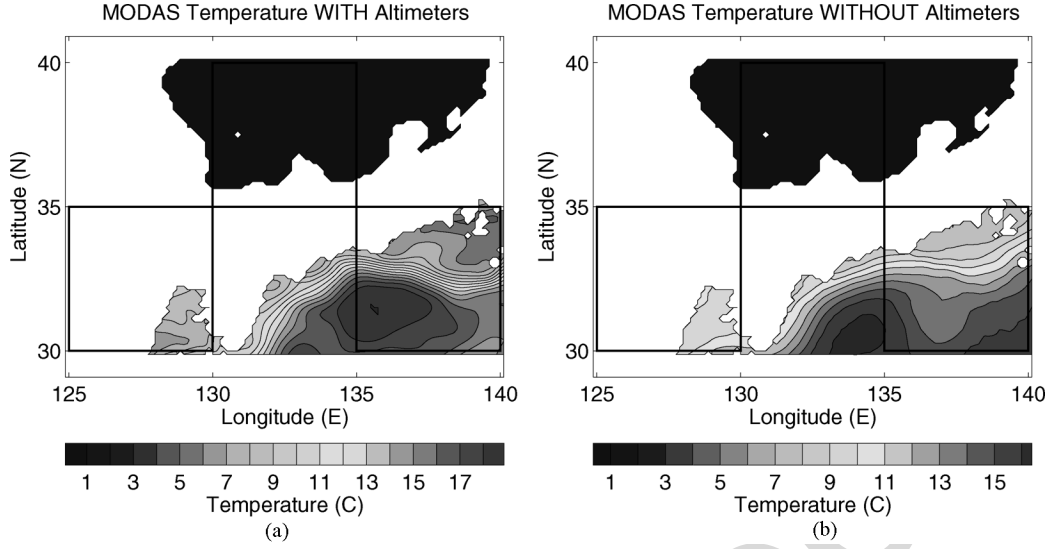 MODAS Temperature WITH Altimeters
40
35
30
Latitude (N)
125 130 135 140
Longitude (E)
1 3 5 7 9 11 13 15 17
Temperature (C)
(a)
MODAS Temperature WITHOUT Altimeters
40
35
30
Latitude (N)
125 130 135 140
Longitude (E)
1 3 5 7 9 11 13 15
Temperature (C)
(b)